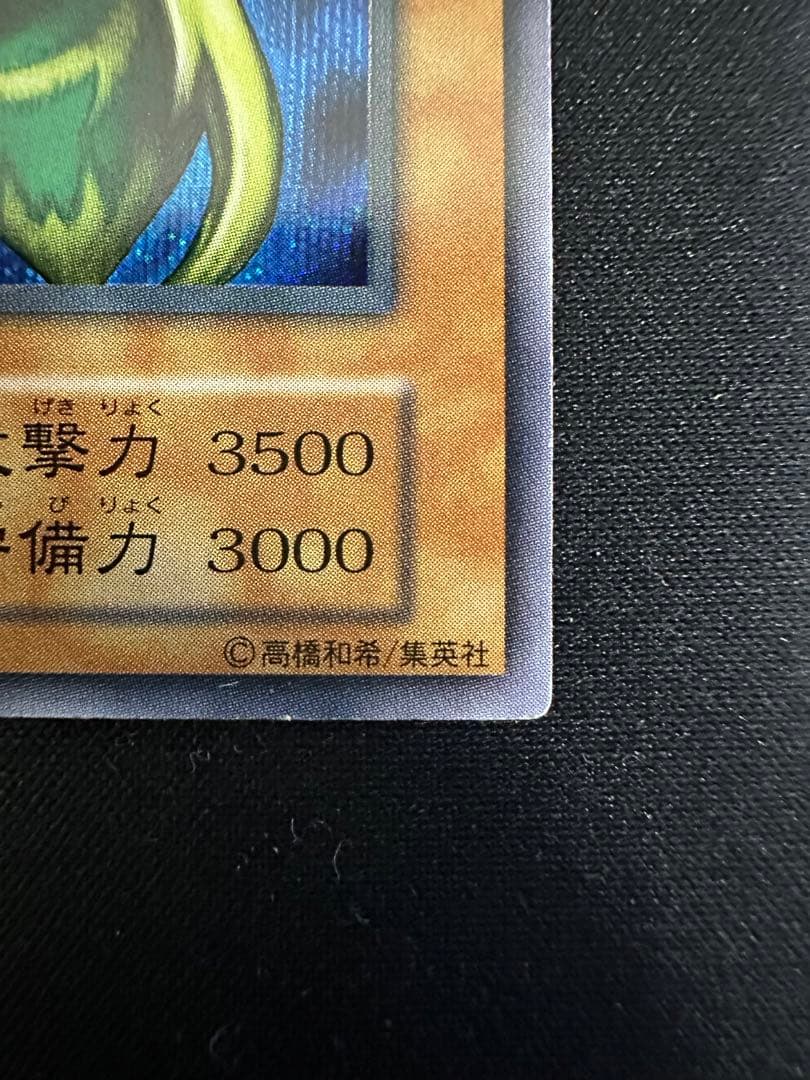 げき りょく
撃力 3500
び りょく
備力 3000
©高橋和希/集英社